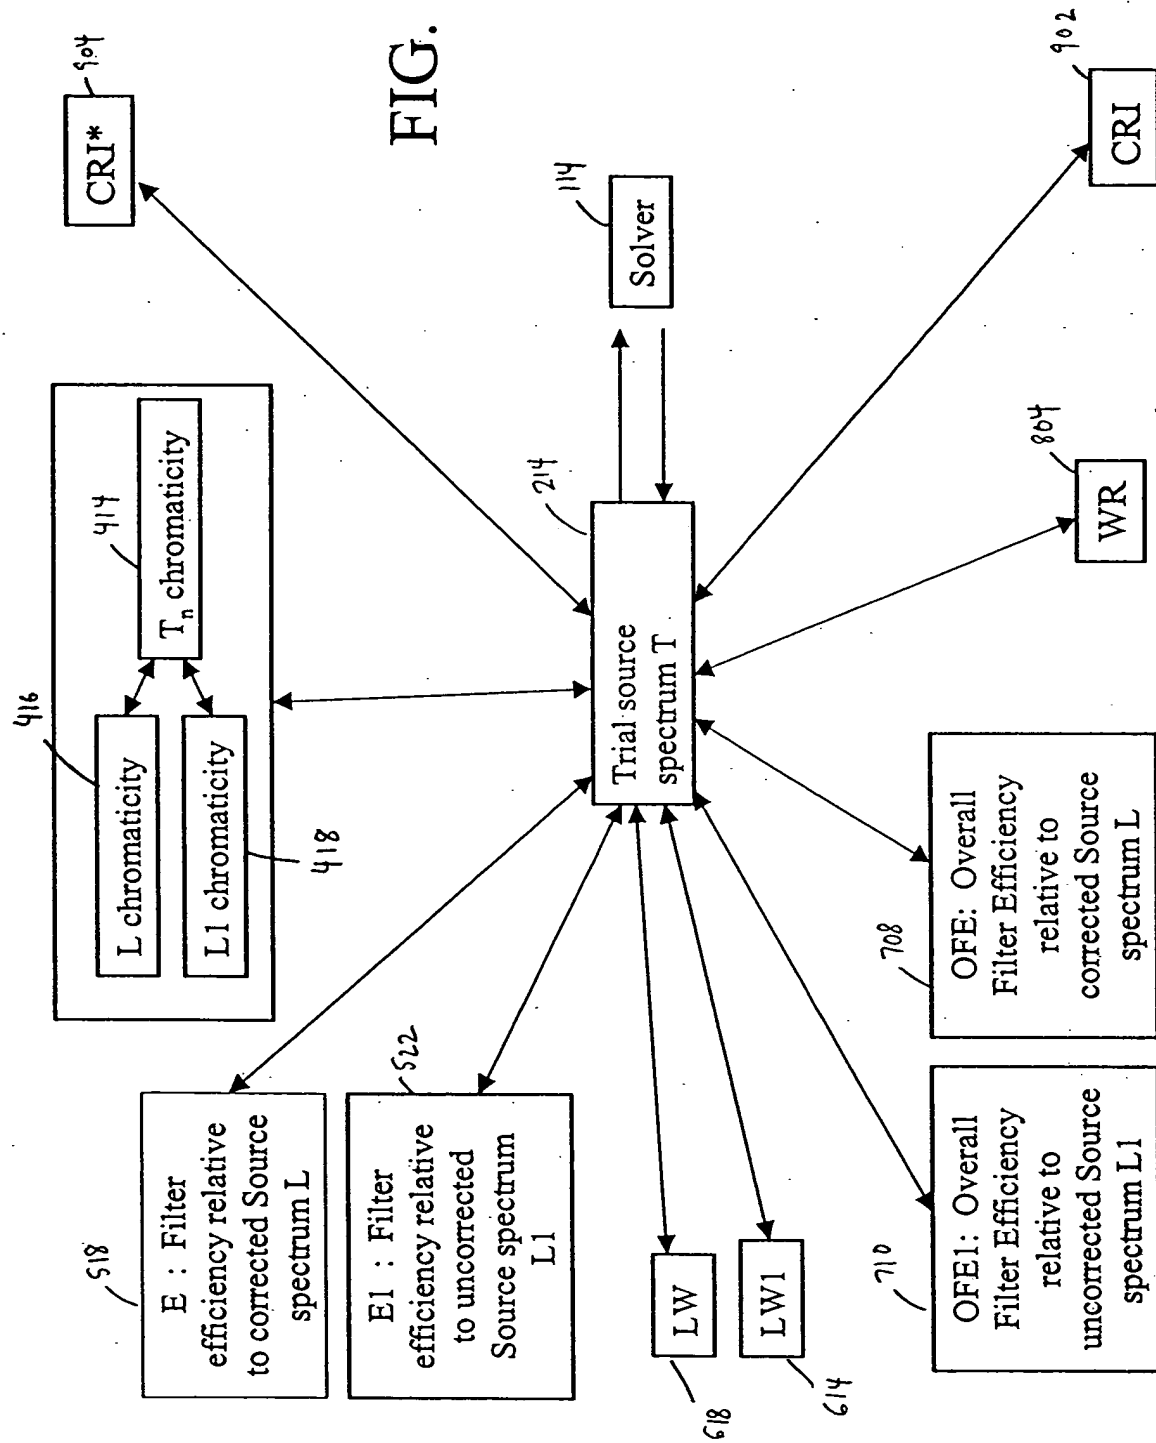 518
E : Filter
efficiency relative
to corrected Source
spectrum L
522
E1 : Filter
efficiency relative
to uncorrected
Source spectrum
L1
416
L chromaticity
414
Tn chromaticity
L1 chromaticity
418
904
CRI*
FIG.
618
LW
LW1
614
214
Trial source
spectrum T
114
Solver
710
OFE1: Overall
Filter Efficiency
relative to
uncorrected Source
spectrum L1
708
OFE: Overall
Filter Efficiency
relative to
corrected Source
spectrum L
804
WR
902
CRI